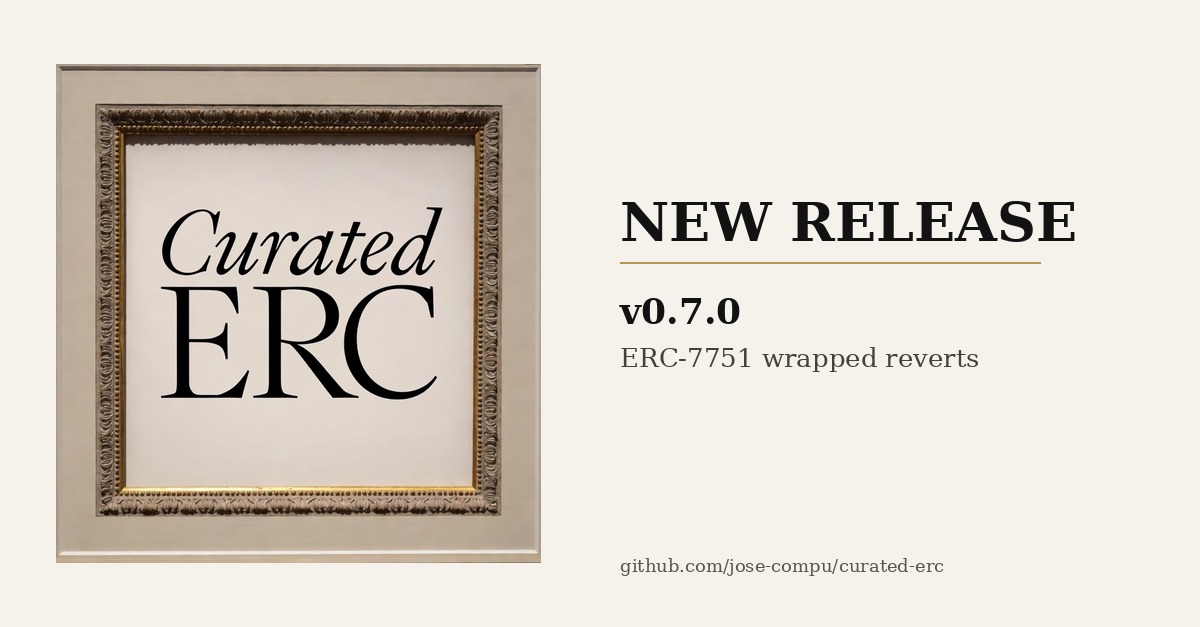 Curated
ERC
NEW RELEASE
v0.7.0
ERC-7751 wrapped reverts
github.com/jose-compu/curated-erc